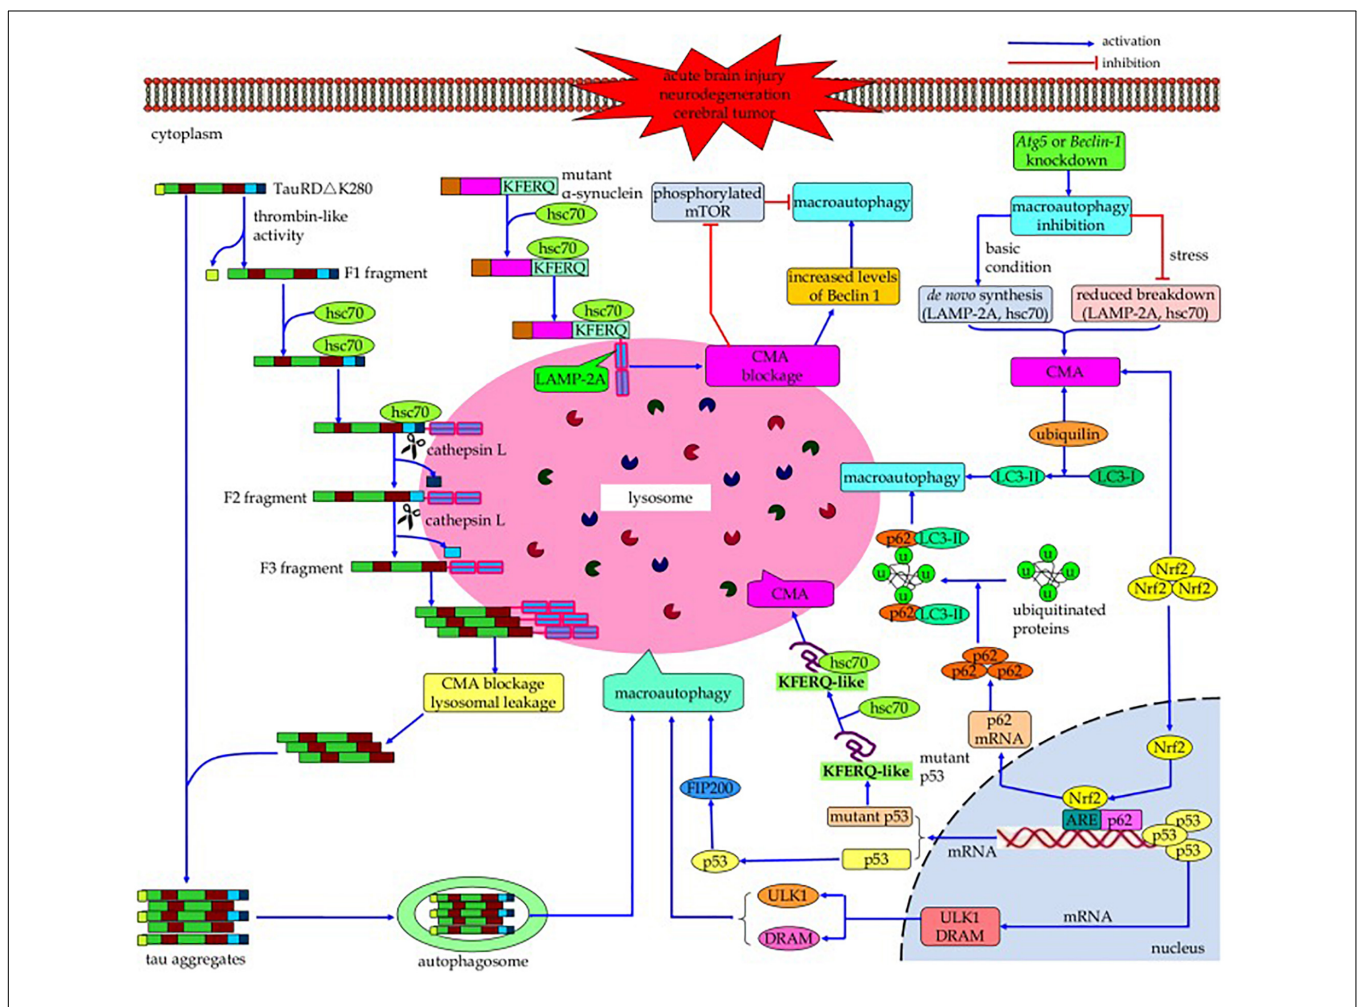 activation
inhibition
acute brain injury
neurodegeneration
cerebral tumor
cytoplasm
Atg5 or Beclin-1
knockdown
TauRD△K280
thrombin-like
activity
F1 fragment
hsc70
hsc70
hsc70
cathepsin L
F2 fragment
cathepsin L
F3 fragment
CMA blockage
lysosomal leakage
tau aggregates
autophagosome
KFERQ
mutant
α-synuclein
hsc70
hsc70
KFERQ
hsc70
KFERQ
LAMP-2A
phosphorylated
mTOR
macroautophagy
increased levels
of Beclin 1
CMA
blockage
lysosome
macroautophagy
inhibition
basic
condition
stress
de novo synthesis
(LAMP-2A, hsc70)
reduced breakdown
(LAMP-2A, hsc70)
CMA
ubiquilin
macroautophagy
LC3-II
LC3-I
p62
LC3-II
u
u
u
u
p62
LC3-II
u
u
u
u
ubiquitinated
proteins
Nrf2
Nrf2
Nrf2
CMA
hsc70
KFERQ-like
hsc70
KFERQ-like
mutant
p53
p62
p62
p62
p62
mRNA
Nrf2
Nrf2
ARE
p62
p53
p53
p53
mRNA
mutant p53
p53
p53
FIP200
macroautophagy
ULK1
DRAM
ULK1
DRAM
mRNA
nucleus